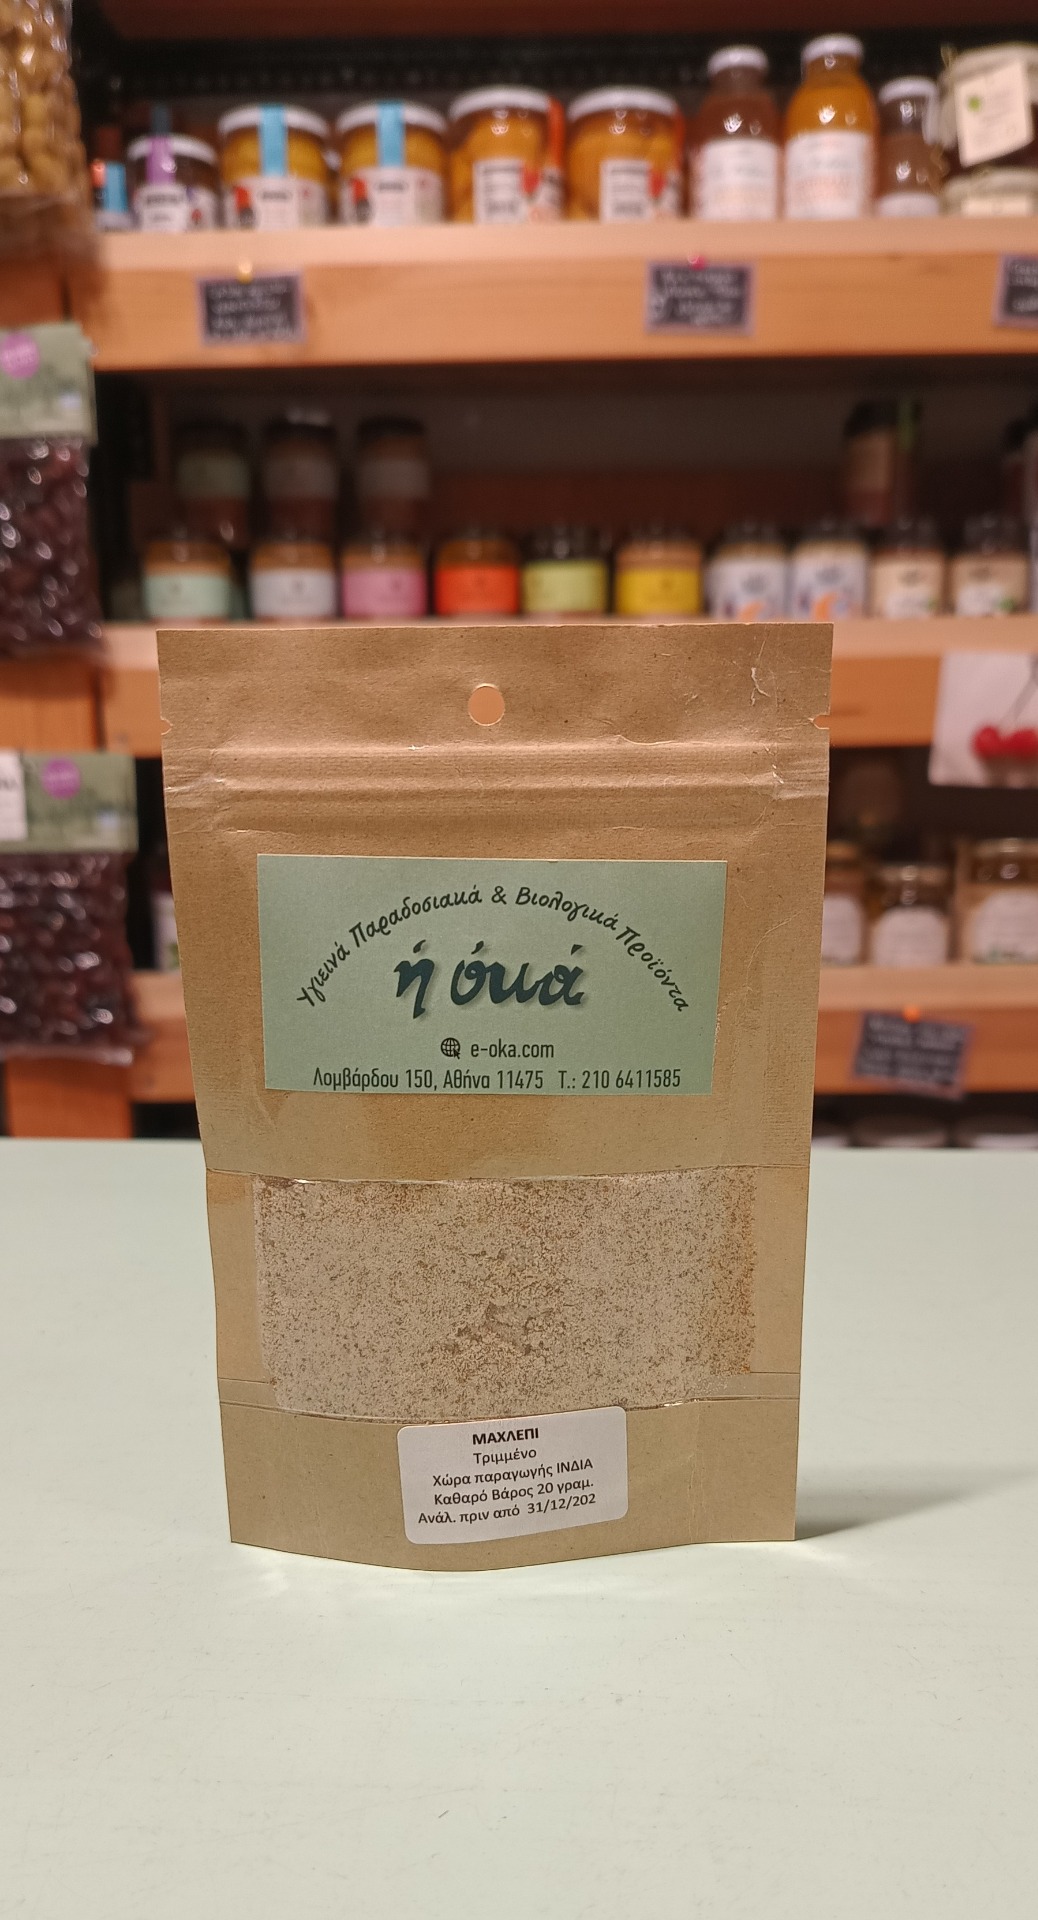 Υγιεινά Παραδοσιακά & Βιολογικά Προϊόντα
ή όκά
e-oka.com
Λομβάρδου 150, Αθήνα 11475 Τ.: 210 6411585
ΜΑΧΛΕΠΙ
Τριμμένο
Χώρα παραγωγής ΙΝΔΙΑ
Καθαρό Βάρος 20 γραμ.
Ανάλ. πριν από 31/12/202